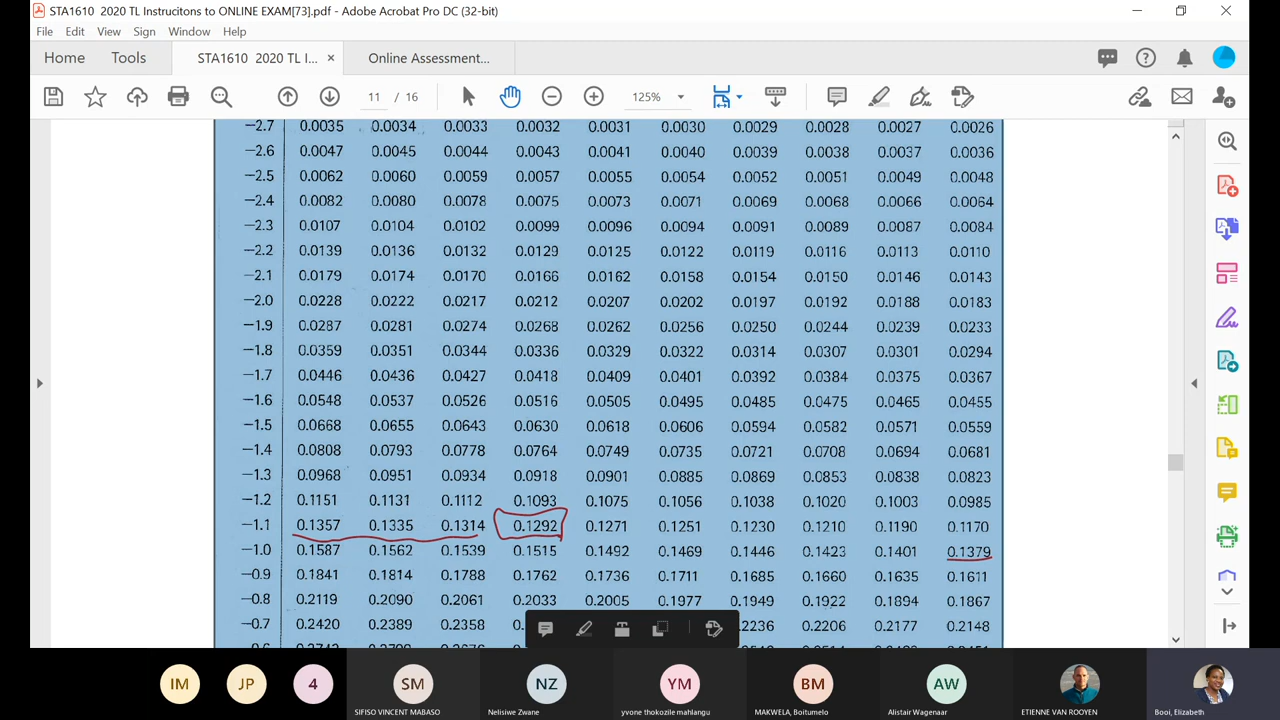 STA1610 2020 TL Instrucitons to ONLINE EXAM[73].pdf - Adobe Acrobat Pro DC (32-bit)
File Edit View Sign Window Help
Home Tools STA1610 2020 TL I... × Online Assessment...
11 / 16 125%
−2.7 0.0035 0.0034 0.0033 0.0032 0.0031 0.0030 0.0029 0.0028 0.0027 0.0026
−2.6 0.0047 0.0045 0.0044 0.0043 0.0041 0.0040 0.0039 0.0038 0.0037 0.0036
−2.5 0.0062 0.0060 0.0059 0.0057 0.0055 0.0054 0.0052 0.0051 0.0049 0.0048
−2.4 0.0082 0.0080 0.0078 0.0075 0.0073 0.0071 0.0069 0.0068 0.0066 0.0064
−2.3 0.0107 0.0104 0.0102 0.0099 0.0096 0.0094 0.0091 0.0089 0.0087 0.0084
−2.2 0.0139 0.0136 0.0132 0.0129 0.0125 0.0122 0.0119 0.0116 0.0113 0.0110
−2.1 0.0179 0.0174 0.0170 0.0166 0.0162 0.0158 0.0154 0.0150 0.0146 0.0143
−2.0 0.0228 0.0222 0.0217 0.0212 0.0207 0.0202 0.0197 0.0192 0.0188 0.0183
−1.9 0.0287 0.0281 0.0274 0.0268 0.0262 0.0256 0.0250 0.0244 0.0239 0.0233
−1.8 0.0359 0.0351 0.0344 0.0336 0.0329 0.0322 0.0314 0.0307 0.0301 0.0294
−1.7 0.0446 0.0436 0.0427 0.0418 0.0409 0.0401 0.0392 0.0384 0.0375 0.0367
−1.6 0.0548 0.0537 0.0526 0.0516 0.0505 0.0495 0.0485 0.0475 0.0465 0.0455
−1.5 0.0668 0.0655 0.0643 0.0630 0.0618 0.0606 0.0594 0.0582 0.0571 0.0559
−1.4 0.0808 0.0793 0.0778 0.0764 0.0749 0.0735 0.0721 0.0708 0.0694 0.0681
−1.3 0.0968 0.0951 0.0934 0.0918 0.0901 0.0885 0.0869 0.0853 0.0838 0.0823
−1.2 0.1151 0.1131 0.1112 0.1093 0.1075 0.1056 0.1038 0.1020 0.1003 0.0985
−1.1 0.1357 0.1335 0.1314 0.1292 0.1271 0.1251 0.1230 0.1210 0.1190 0.1170
−1.0 0.1587 0.1562 0.1539 0.1515 0.1492 0.1469 0.1446 0.1423 0.1401 0.1379
−0.9 0.1841 0.1814 0.1788 0.1762 0.1736 0.1711 0.1685 0.1660 0.1635 0.1611
−0.8 0.2119 0.2090 0.2061 0.2033 0.2005 0.1977 0.1949 0.1922 0.1894 0.1867
−0.7 0.2420 0.2389 0.2358 2236 0.2206 0.2177 0.2148
IM JP 4 SM NZ YM BM AW
SIFISO VINCENT MABASO Nelisiwe Zwane yvone thokozile mahlangu MAKWELA, Boitumelo Alistair Wagenaar ETIENNE VAN ROOYEN Booi, Elizabeth